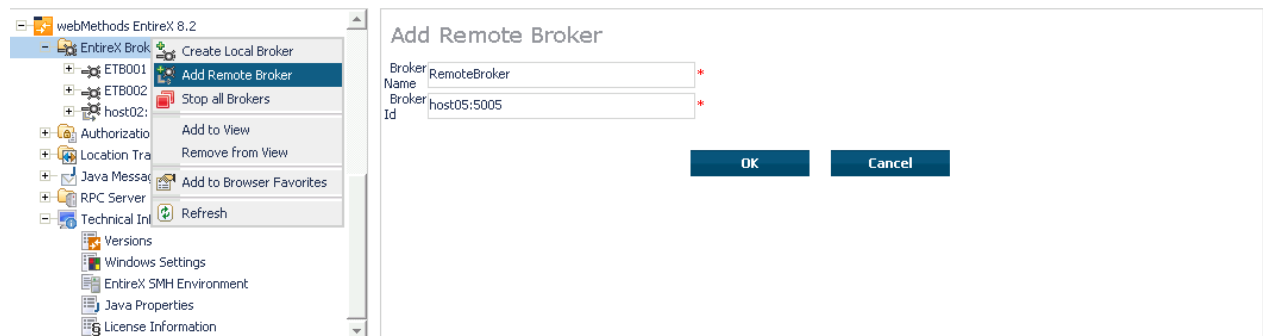 webMethods EntireX 8.2
EntireX Brok
Create Local Broker
ETB001
Add Remote Broker
ETB002
Stop all Brokers
host02:
Authorizatio
Add to View
Location Tra
Remove from View
Java Messag
Add to Browser Favorites
RPC Server
Technical Inf
Refresh
Versions
Windows Settings
EntireX SMH Environment
Java Properties
License Information
Add Remote Broker
Broker Name
RemoteBroker
*
Broker Id
host05:5005
*
OK
Cancel